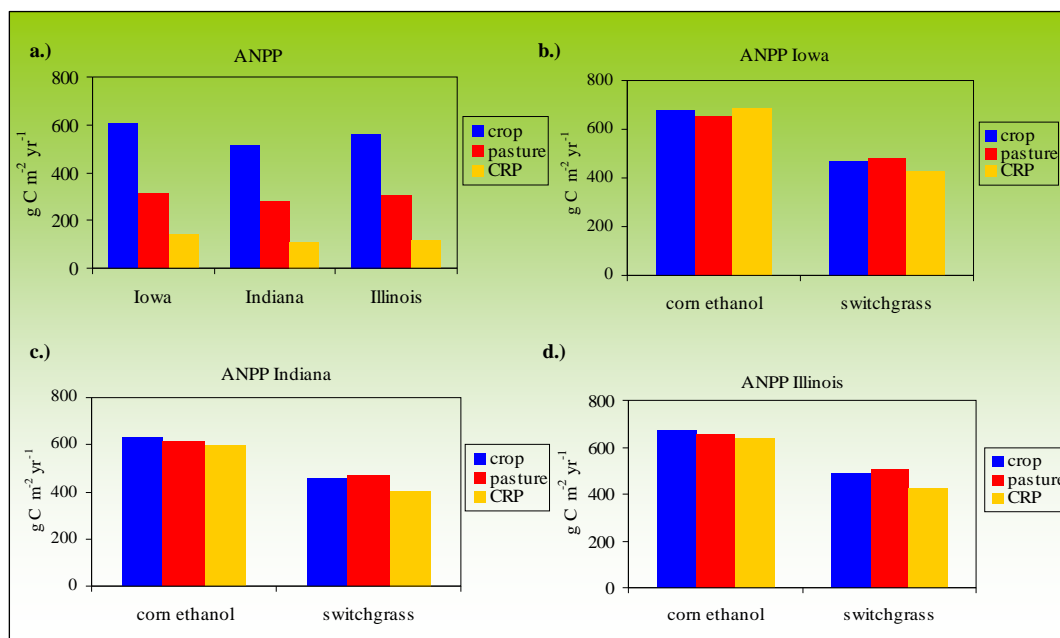 a.)
ANPP
800
600
400
200
0
g C m-2 yr-1
Iowa Indiana Illinois
crop
pasture
CRP
b.)
ANPP Iowa
800
600
400
200
0
g C m-2 yr-1
corn ethanol switchgrass
crop
pasture
CRP
c.)
ANPP Indiana
800
600
400
200
0
g C m-2 yr-1
corn ethanol switchgrass
crop
pasture
CRP
d.)
ANPP Illinois
800
600
400
200
0
g C m-2 yr-1
corn ethanol switchgrass
crop
pasture
CRP